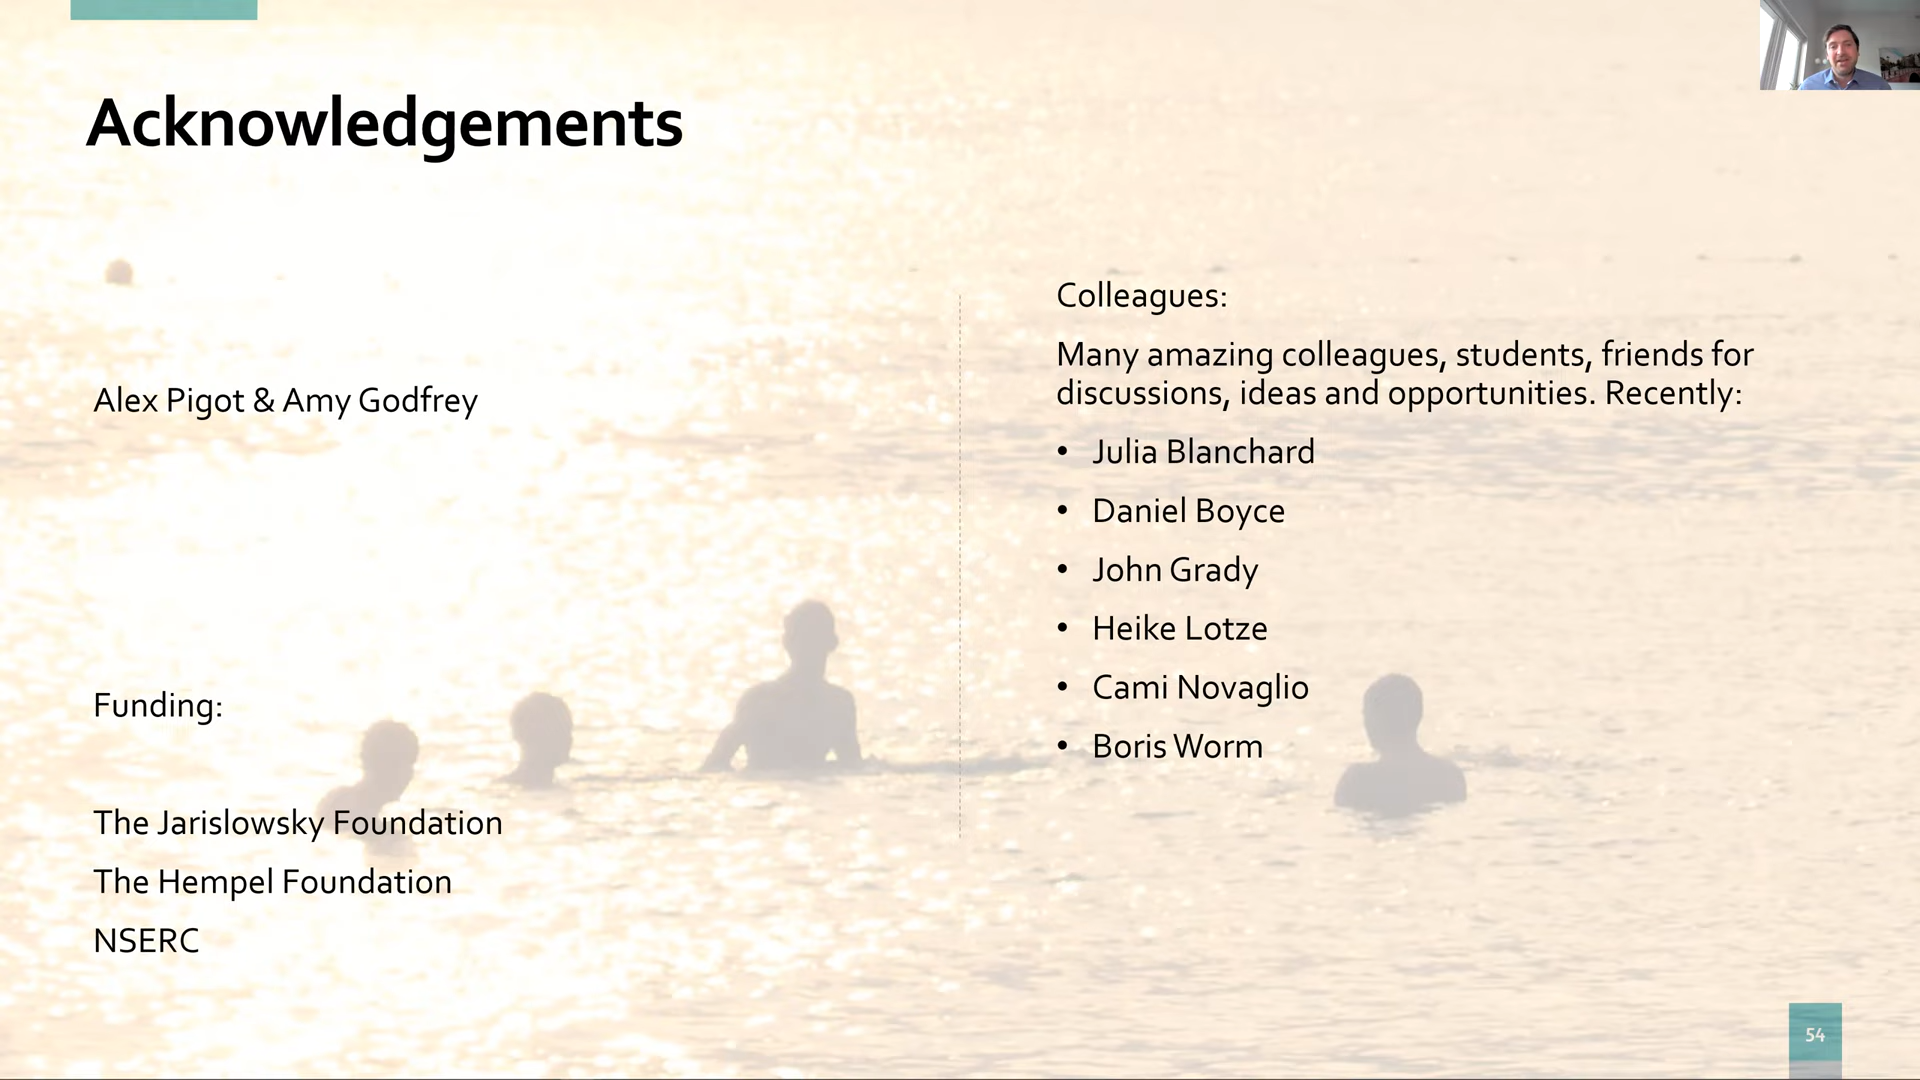 Acknowledgements
Alex Pigot & Amy Godfrey
Funding:
The Jarislowsky Foundation
The Hempel Foundation
NSERC
Colleagues:
Many amazing colleagues, students, friends for
discussions, ideas and opportunities. Recently:
• Julia Blanchard
• Daniel Boyce
• John Grady
• Heike Lotze
• Cami Novaglio
• Boris Worm
54